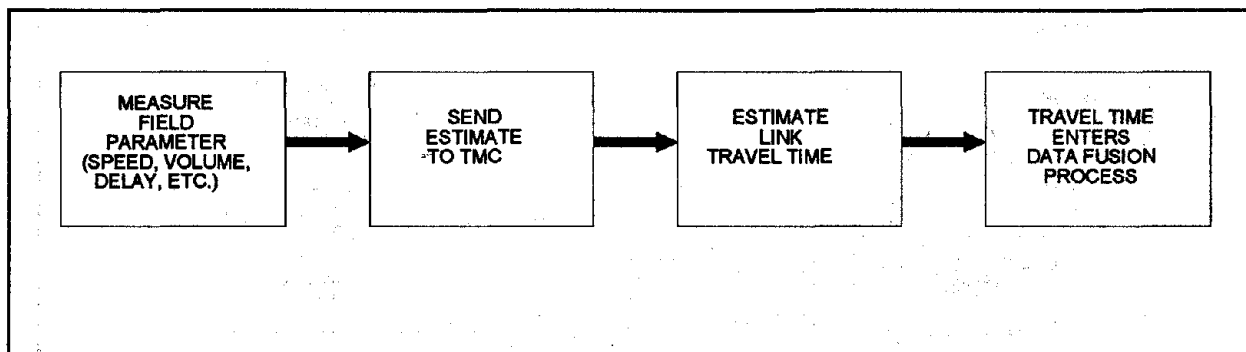 MEASURE
FIELD
PARAMETER
(SPEED, VOLUME,
DELAY, ETC.)
SEND
ESTIMATE
TO TMC
ESTIMATE
LINK
TRAVEL TIME
TRAVEL TIME
ENTERS
DATA FUSION
PROCESS